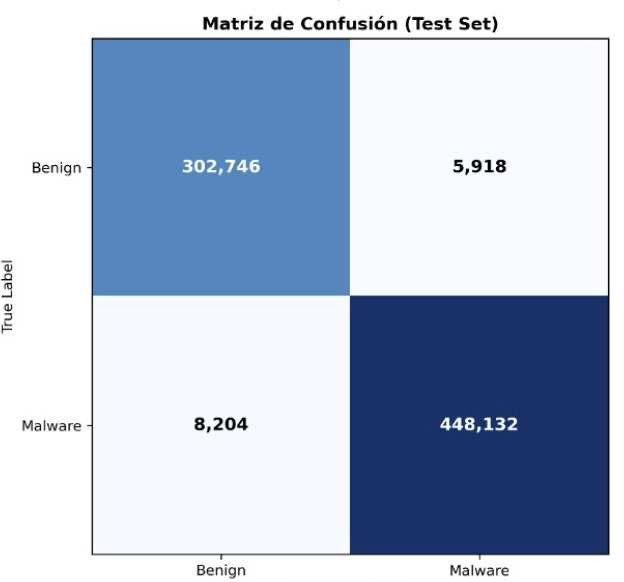 Matriz de Confusión (Test Set)
True Label
Benign
302,746
5,918
Malware
8,204
448,132
Benign
Malware